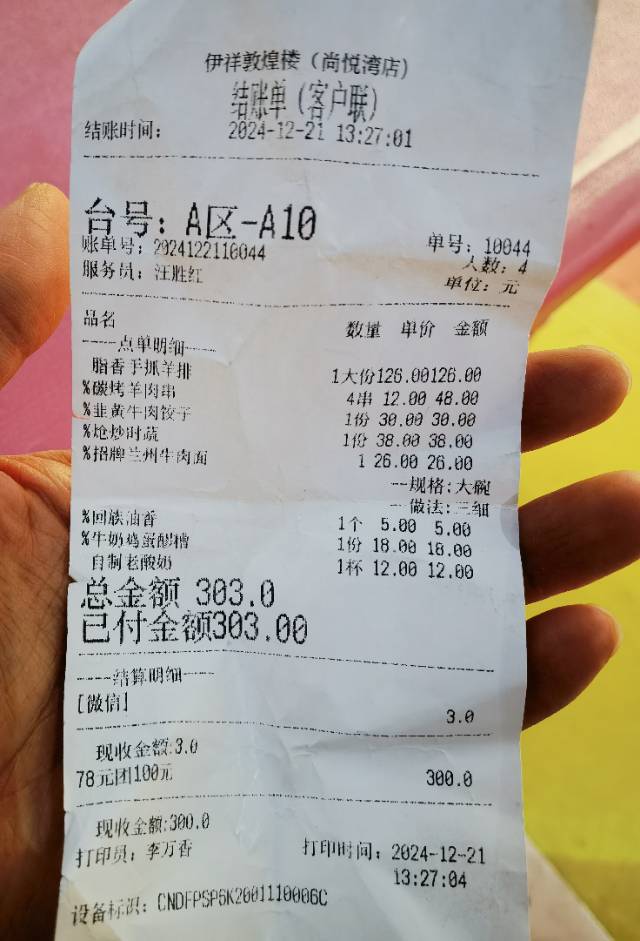 伊祥敦煌楼（尚悦湾店）
结账单（客户联）
结账时间： 2024-12-21 13:27:01
台号：A区-A10
账单号：2024122110044 单号：10044
人数：4
服务员：汪胜红 单位：元
品名 数量 单价 金额
----点单明细----
脂香手抓羊排 1大份126.00126.00
%碳烤羊肉串 4串 12.00 48.00
%韭黄牛肉饺子 1份 30.00 30.00
%炝炒时蔬 1份 38.00 38.00
%招牌兰州牛肉面 1 26.00 26.00
--规格:大碗
--做法:三细
%回族油香 1个 5.00 5.00
%牛奶鸡蛋醪糟 1份 18.00 18.00
自制老酸奶 1杯 12.00 12.00
总金额 303.0
已付金额303.00
----结算明细----
[微信] 3.0
现收金额:3.0
78元团100元 300.0
现收金额:300.0
打印员：李万香 打印时间：2024-12-21
13:27:04
设备标识：CNDFPSP6K2001110006C